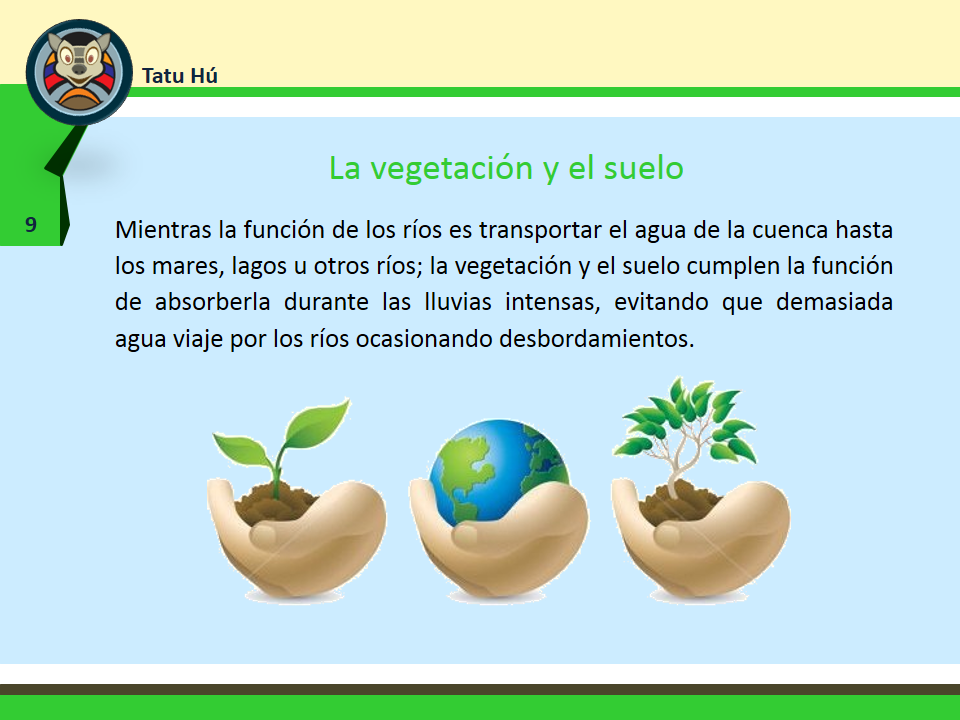 Tatu Hú
La vegetación y el suelo
9
Mientras la función de los ríos es transportar el agua de la cuenca hasta
los mares, lagos u otros ríos; la vegetación y el suelo cumplen la función
de absorberla durante las lluvias intensas, evitando que demasiada
agua viaje por los ríos ocasionando desbordamientos.